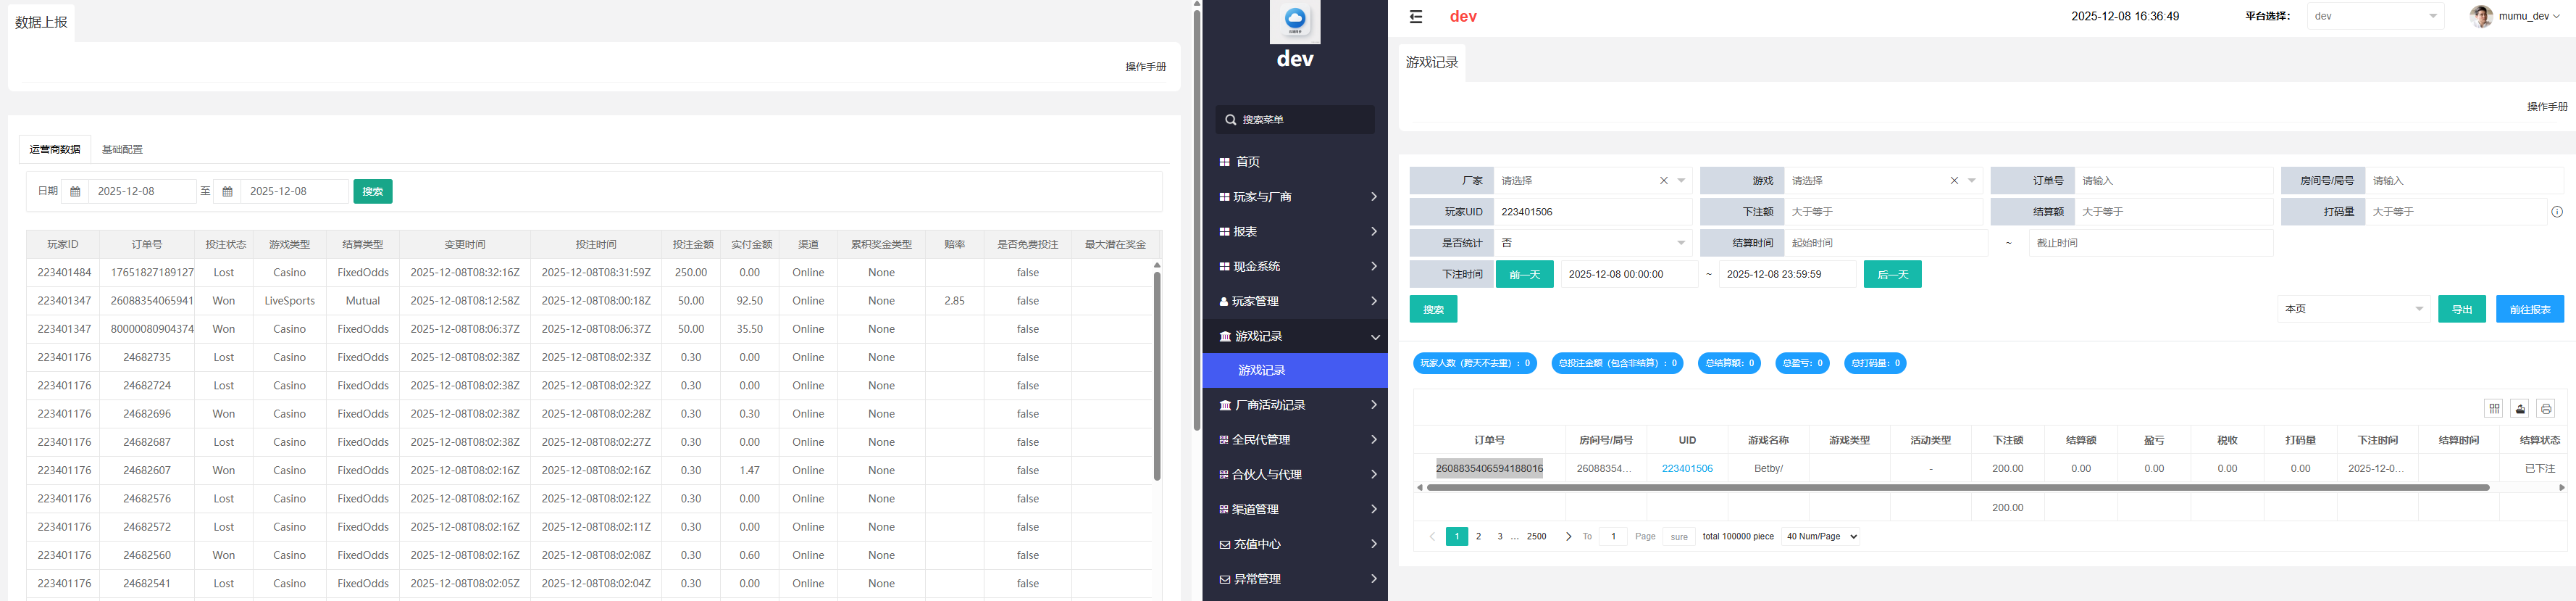 数据上报
操作手册
运营商数据 基础配置
日期 2025-12-08 至 2025-12-08 搜索
玩家ID 订单号 投注状态 游戏类型 结算类型 变更时间 投注时间 投注金额 实付金额 渠道 累积奖金类型 赔率 是否免费投注 最大潜在奖金
223401484 17651827189127 Lost Casino FixedOdds 2025-12-08T08:32:16Z 2025-12-08T08:31:59Z 250.00 0.00 Online None false
223401347 26088354065941 Won LiveSports Mutual 2025-12-08T08:12:58Z 2025-12-08T08:00:18Z 50.00 92.50 Online None 2.85 false
223401347 80000080904374 Won Casino FixedOdds 2025-12-08T08:06:37Z 2025-12-08T08:06:37Z 50.00 35.50 Online None false
223401176 24682735 Lost Casino FixedOdds 2025-12-08T08:02:38Z 2025-12-08T08:02:33Z 0.30 0.00 Online None false
223401176 24682724 Lost Casino FixedOdds 2025-12-08T08:02:38Z 2025-12-08T08:02:32Z 0.30 0.00 Online None false
223401176 24682696 Won Casino FixedOdds 2025-12-08T08:02:38Z 2025-12-08T08:02:28Z 0.30 0.30 Online None false
223401176 24682687 Lost Casino FixedOdds 2025-12-08T08:02:38Z 2025-12-08T08:02:27Z 0.30 0.00 Online None false
223401176 24682607 Won Casino FixedOdds 2025-12-08T08:02:16Z 2025-12-08T08:02:16Z 0.30 1.47 Online None false
223401176 24682576 Lost Casino FixedOdds 2025-12-08T08:02:16Z 2025-12-08T08:02:12Z 0.30 0.00 Online None false
223401176 24682572 Lost Casino FixedOdds 2025-12-08T08:02:16Z 2025-12-08T08:02:11Z 0.30 0.00 Online None false
223401176 24682560 Won Casino FixedOdds 2025-12-08T08:02:16Z 2025-12-08T08:02:08Z 0.30 0.60 Online None false
223401176 24682541 Lost Casino FixedOdds 2025-12-08T08:02:05Z 2025-12-08T08:02:04Z 0.30 0.00 Online None false
dev
搜索菜单
首页
玩家与厂商
报表
现金系统
玩家管理
游戏记录
游戏记录
厂商活动记录
全民代管理
合伙人与代理
渠道管理
充值中心
异常管理
dev 2025-12-08 16:36:49 平台选择: dev mumu_dev
游戏记录
操作手册
厂家 请选择 游戏 请选择 订单号 请输入 房间号/局号 请输入
玩家UID 223401506 下注额 大于等于 结算额 大于等于 打码量 大于等于
是否统计 否 结算时间 起始时间 ~ 截止时间
下注时间 前一天 2025-12-08 00:00:00 ~ 2025-12-08 23:59:59 后一天
搜索 本页 导出 前往报表
玩家人数（跨天不去重）: 0 总投注金额（包含非结算）: 0 总结算额: 0 总盈亏: 0 总打码量: 0
订单号 房间号/局号 UID 游戏名称 游戏类型 活动类型 下注额 结算额 盈亏 税收 打码量 下注时间 结算时间 结算状态
2608835406594188016 26088354... 223401506 Betby/ - 200.00 0.00 0.00 0.00 0.00 2025-12-0... 已下注
200.00
1 2 3 ... 2500 To 1 Page sure total 100000 piece 40 Num/Page